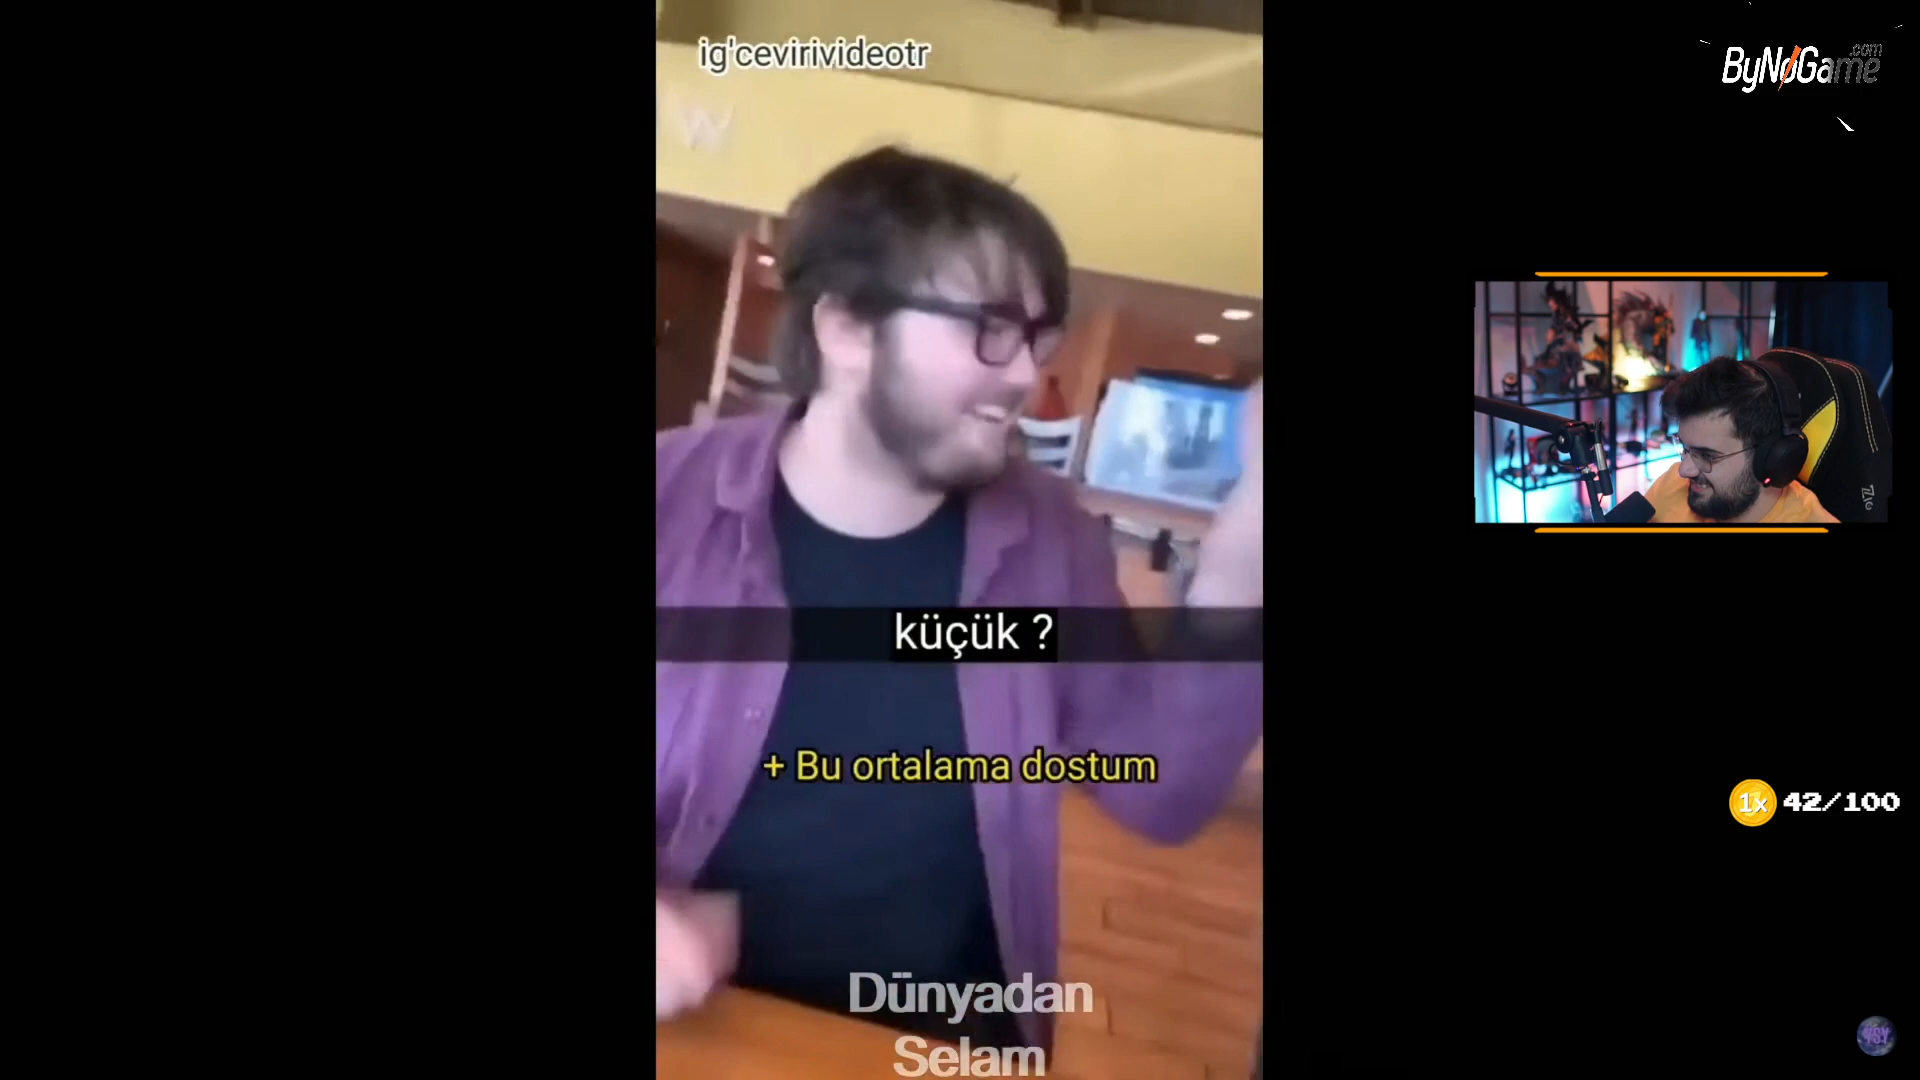 ig'cevirivideotr
ByNoGame
.com
küçük ?
+ Bu ortalama dostum
1x 42/100
Dünyadan
Selam